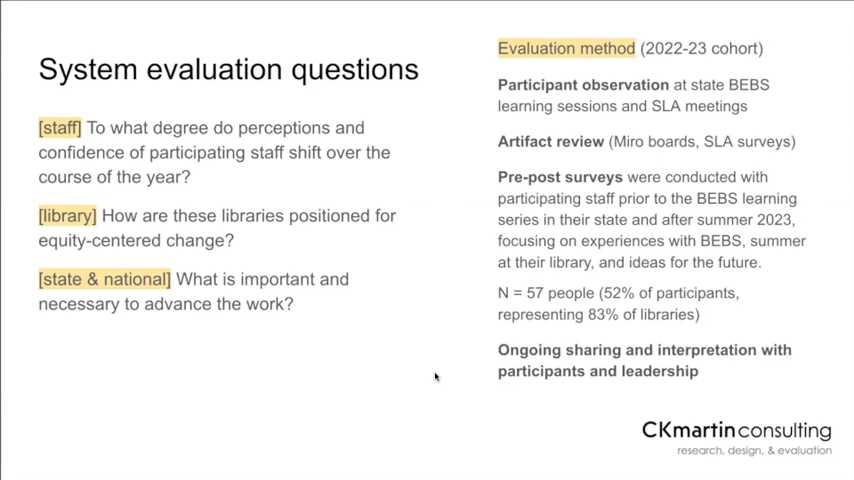 System evaluation questions
[staff] To what degree do perceptions and
confidence of participating staff shift over the
course of the year?
[library] How are these libraries positioned for
equity-centered change?
[state & national] What is important and
necessary to advance the work?
Evaluation method (2022-23 cohort)
Participant observation at state BEBS
learning sessions and SLA meetings
Artifact review (Miro boards, SLA surveys)
Pre-post surveys were conducted with
participating staff prior to the BEBS learning
series in their state and after summer 2023,
focusing on experiences with BEBS, summer
at their library, and ideas for the future.
N = 57 people (52% of participants,
representing 83% of libraries)
Ongoing sharing and interpretation with
participants and leadership
CKmartinconsulting
research, design, & evaluation